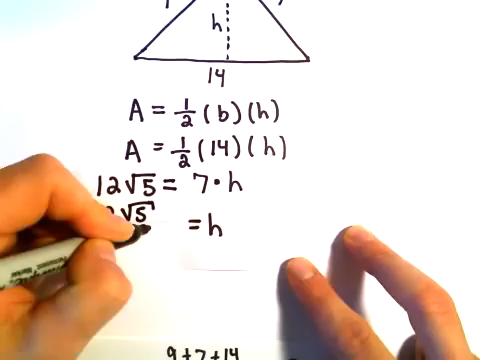 h
14
A = 1/2 (b)(h)
A = 1/2 (14)(h)
12√5 = 7·h
√5 = h
9+7+14